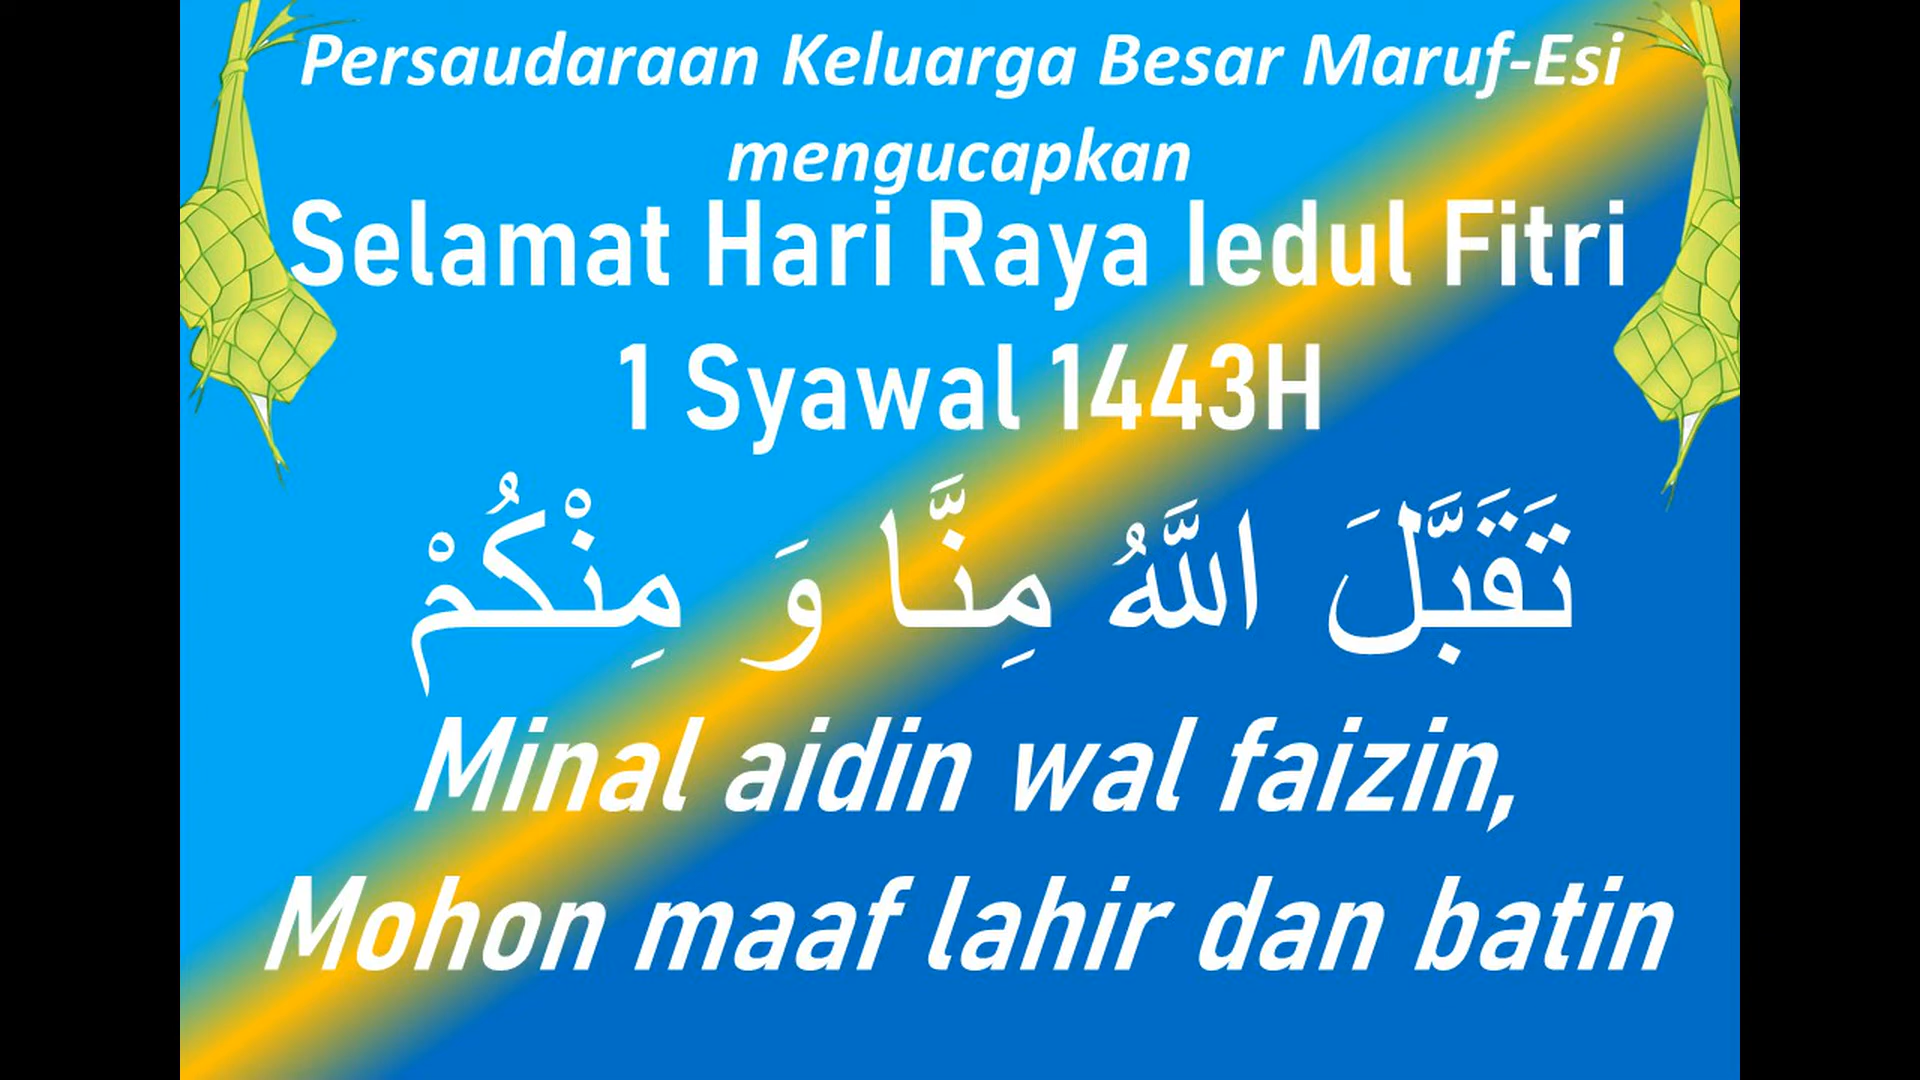 Persaudaraan Keluarga Besar Maruf-Esi
mengucapkan
Selamat Hari Raya Iedul Fitri
1 Syawal 1443H
تَقَبَّلَ اللَّهُ مِنَّا وَ مِنْكُمْ
Minal aidin wal faizin,
Mohon maaf lahir dan batin